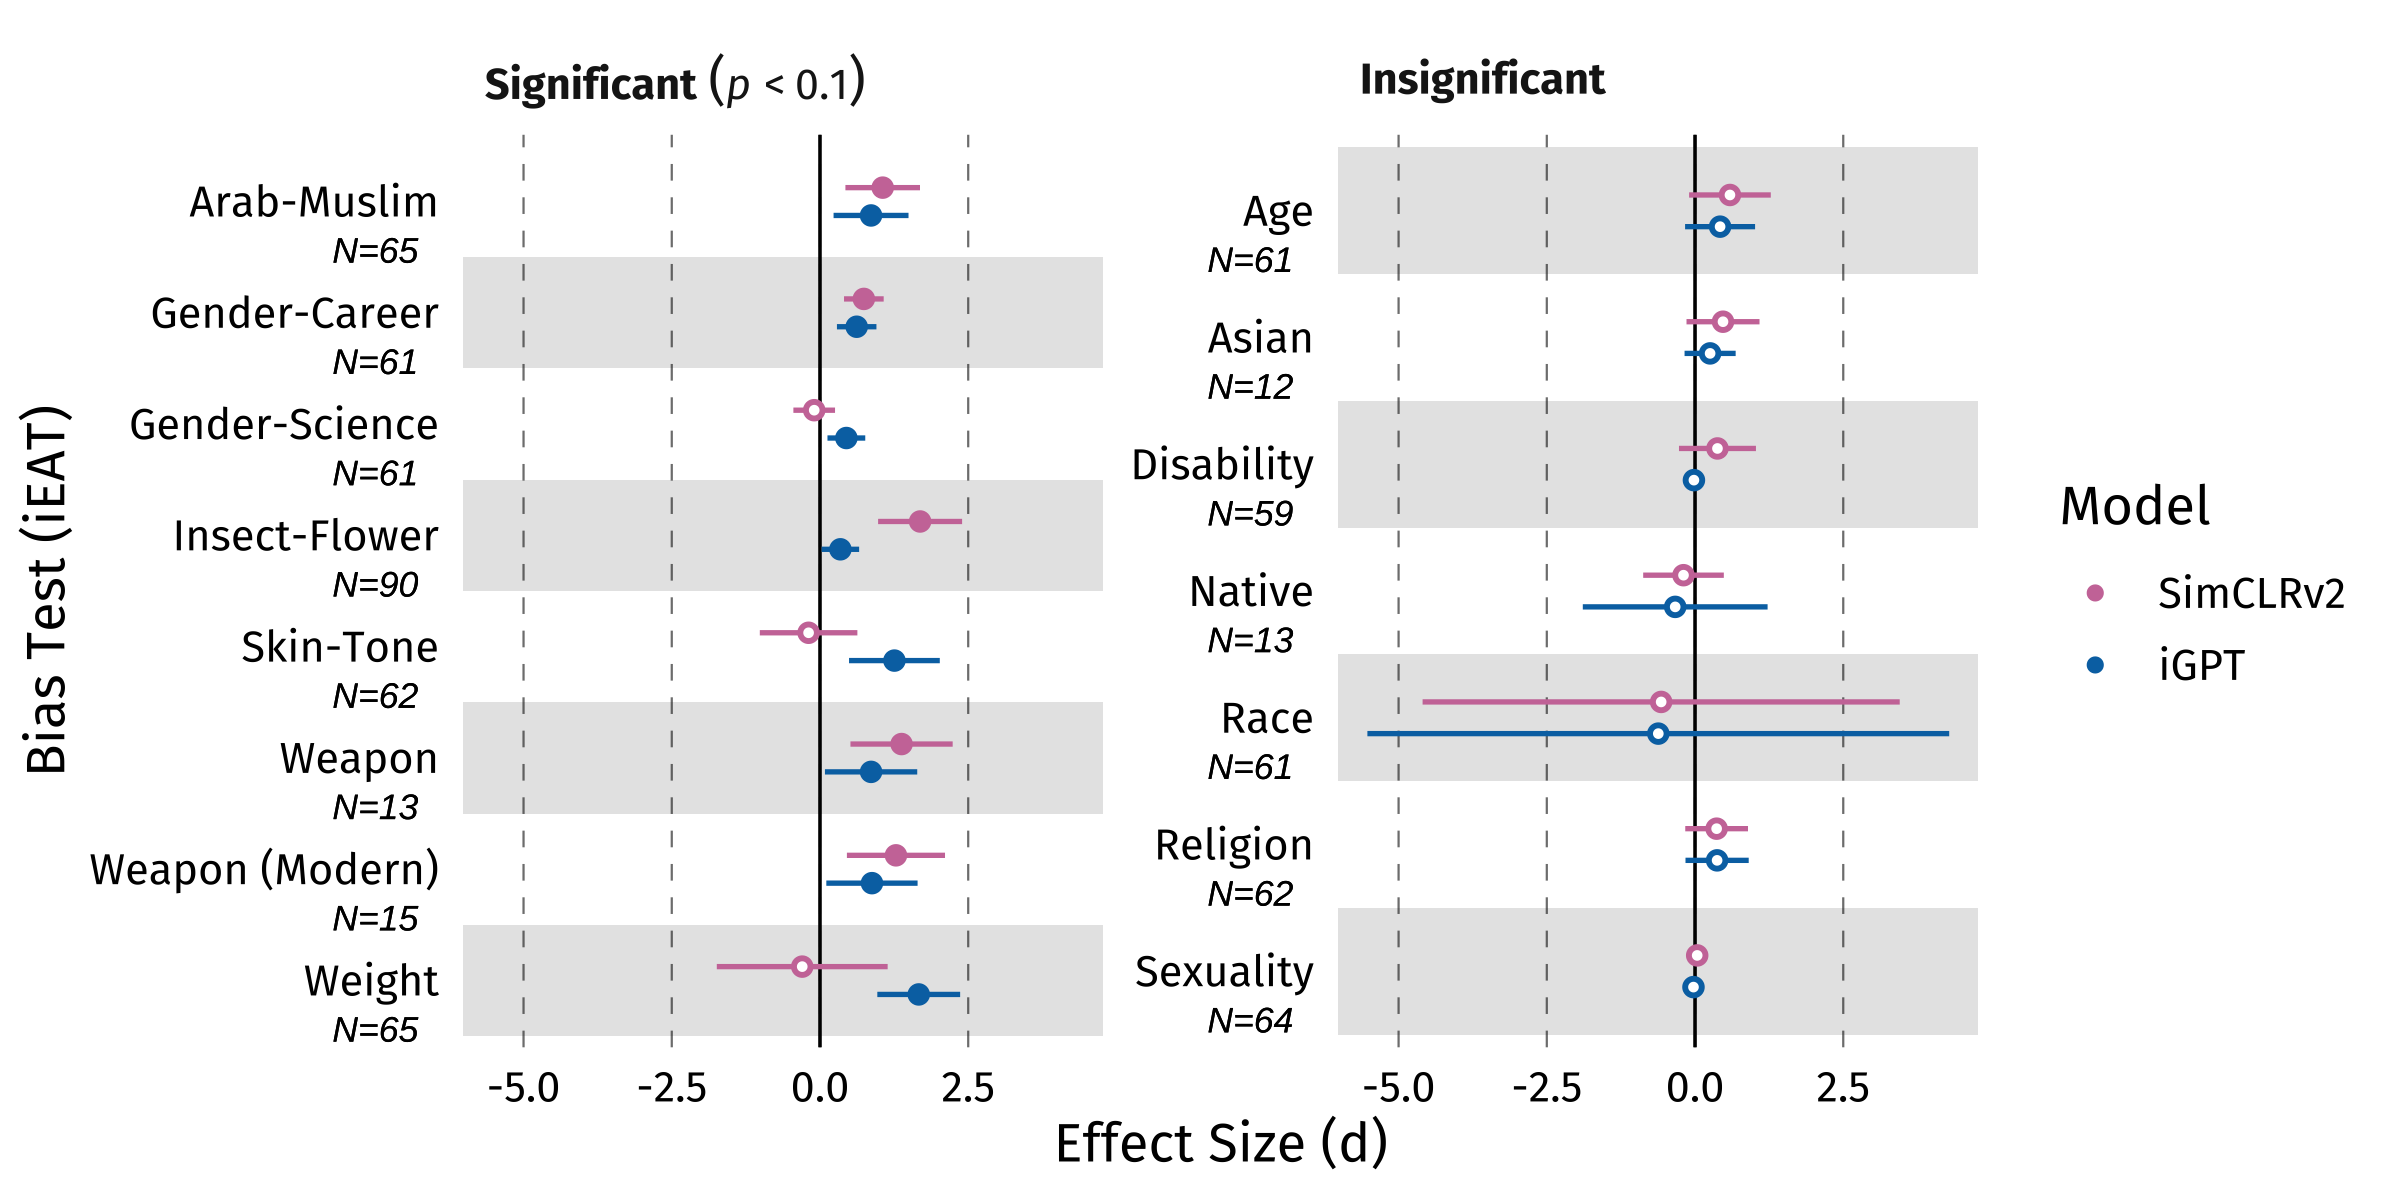 Significant (p < 0.1)
Insignificant
Bias Test (iEAT)
Arab-Muslim
N=65
Gender-Career
N=61
Gender-Science
N=61
Insect-Flower
N=90
Skin-Tone
N=62
Weapon
N=13
Weapon (Modern)
N=15
Weight
N=65
-5.0 -2.5 0.0 2.5
Age
N=61
Asian
N=12
Disability
N=59
Native
N=13
Race
N=61
Religion
N=62
Sexuality
N=64
-5.0 -2.5 0.0 2.5
Effect Size (d)
Model
SimCLRv2
iGPT